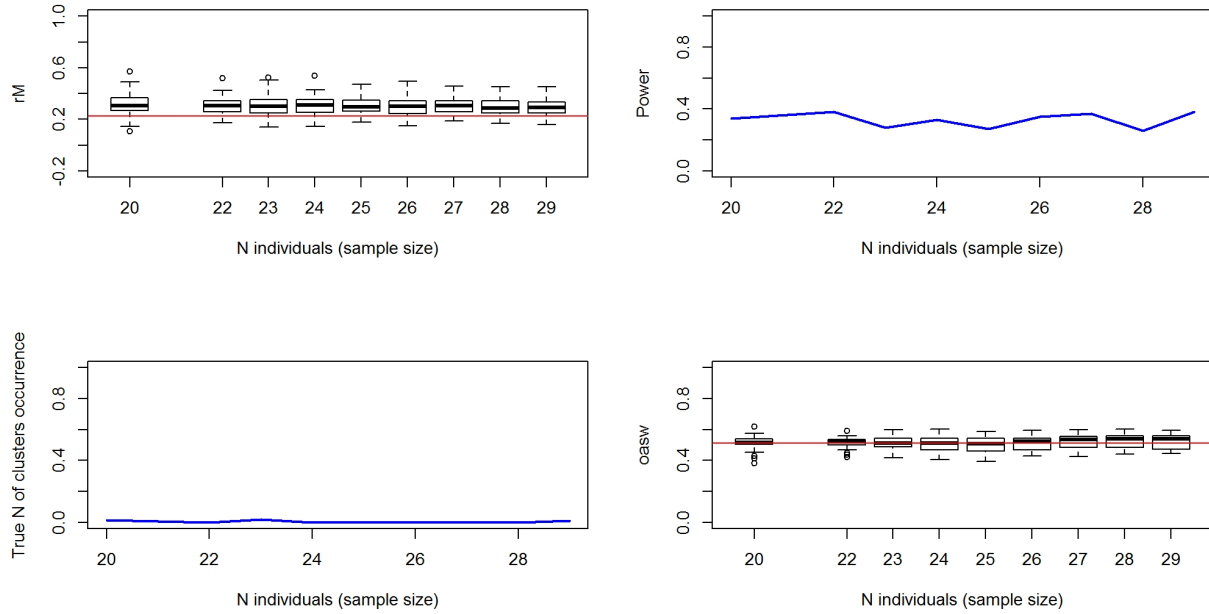 rM
1.0
0.6
0.2
-0.2
20 22 23 24 25 26 27 28 29
N individuals (sample size)
Power
0.8
0.4
0.0
20 22 24 26 28
N individuals (sample size)
True N of clusters occurrence
0.8
0.4
0.0
20 22 24 26 28
N individuals (sample size)
oasw
0.8
0.4
0.0
20 22 23 24 25 26 27 28 29
N individuals (sample size)